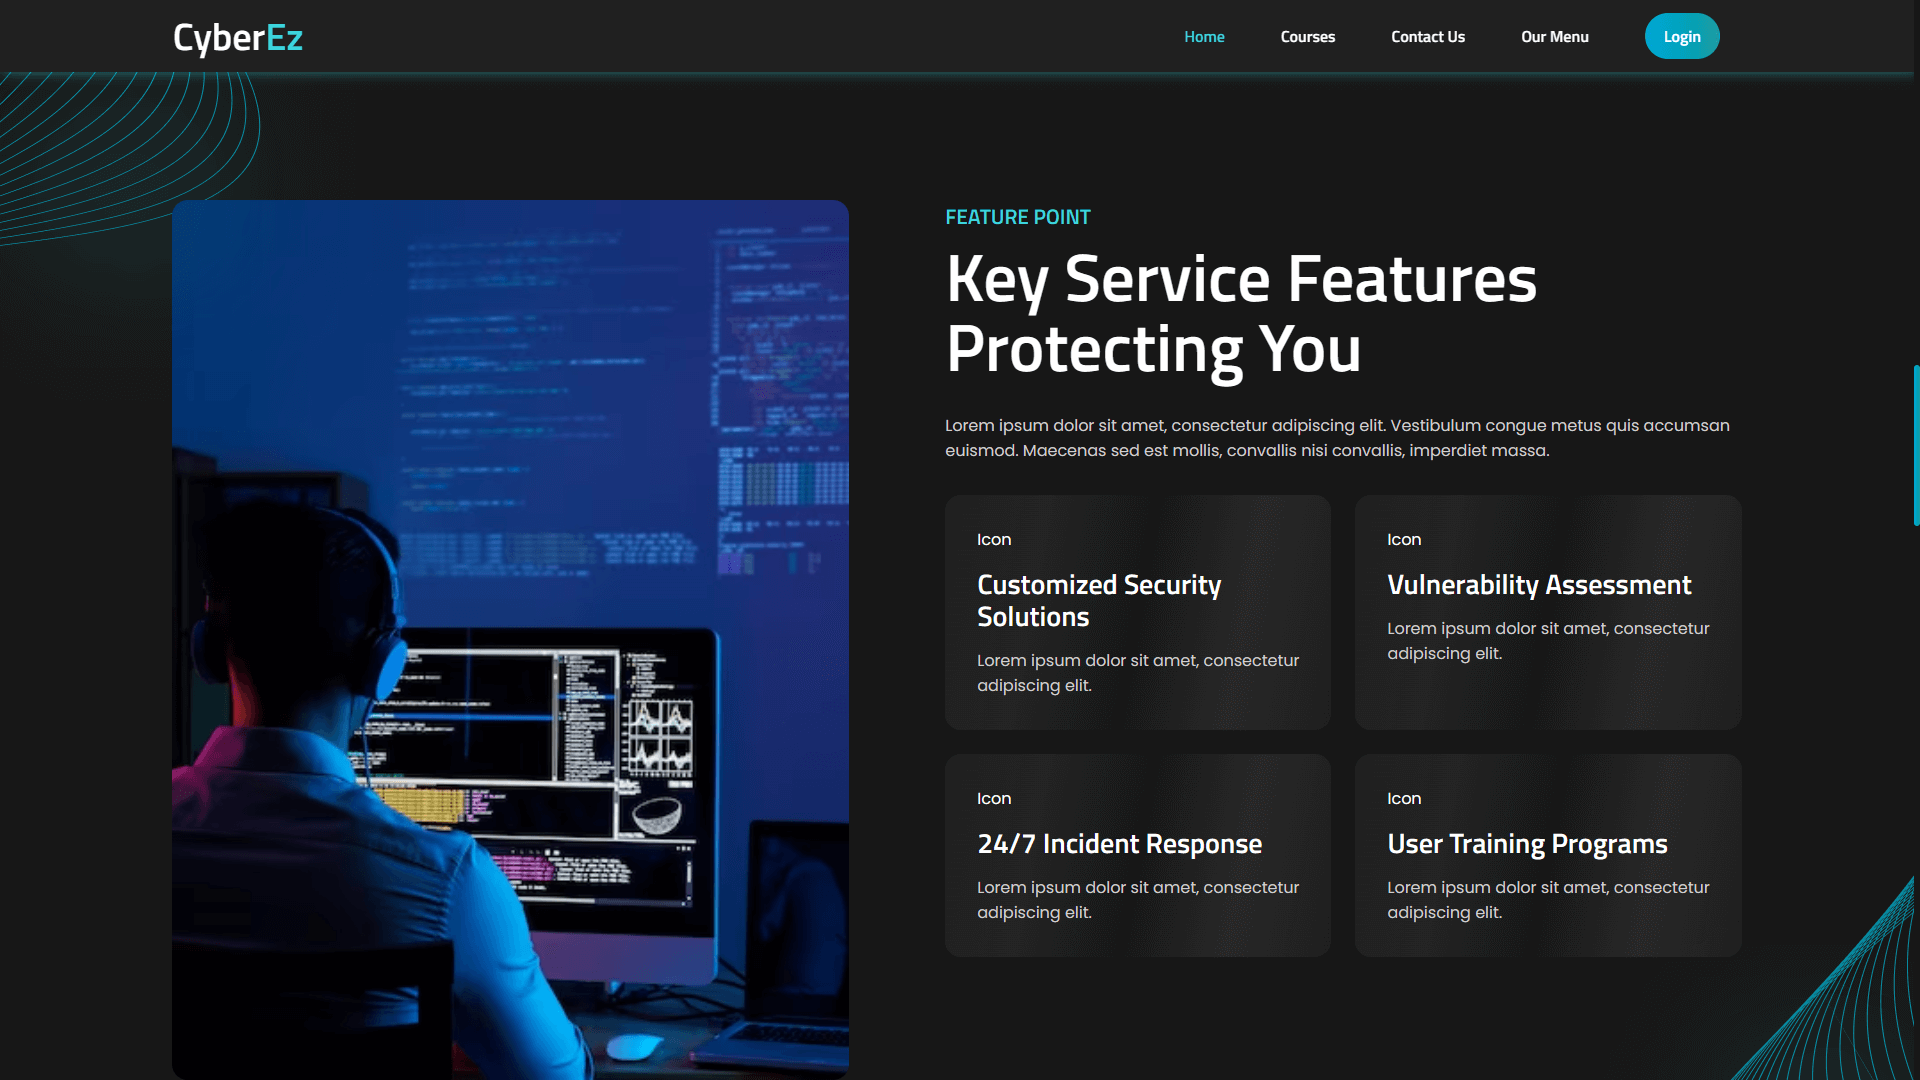 CyberEz
Home
Courses
Contact Us
Our Menu
Login
FEATURE POINT
Key Service Features
Protecting You
Lorem ipsum dolor sit amet, consectetur adipiscing elit. Vestibulum congue metus quis accumsan
euismod. Maecenas sed est mollis, convallis nisi convallis, imperdiet massa.
Icon
Customized Security
Solutions
Lorem ipsum dolor sit amet, consectetur
adipiscing elit.
Icon
Vulnerability Assessment
Lorem ipsum dolor sit amet, consectetur
adipiscing elit.
Icon
24/7 Incident Response
Lorem ipsum dolor sit amet, consectetur
adipiscing elit.
Icon
User Training Programs
Lorem ipsum dolor sit amet, consectetur
adipiscing elit.